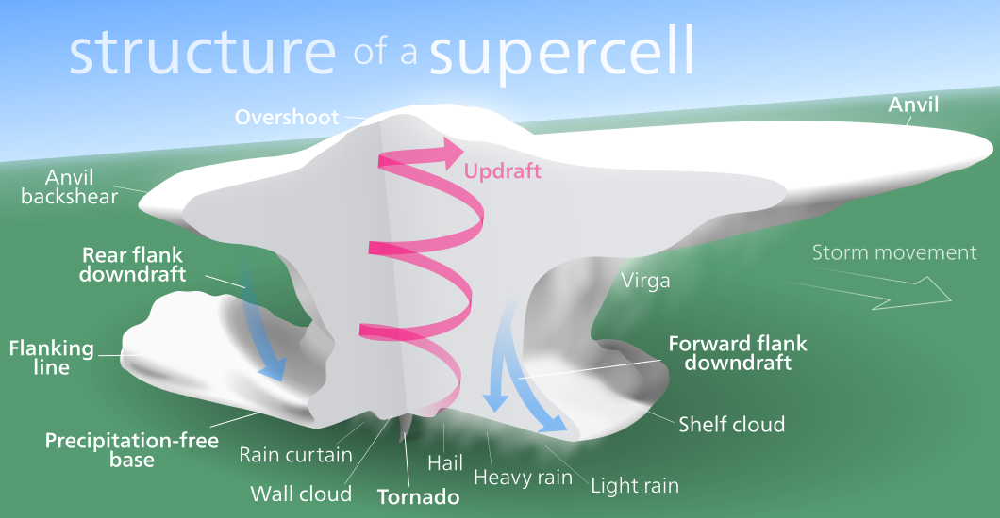 structure of a supercell
Anvil
Overshoot
Updraft
Anvil
backshear
Rear flank
downdraft
Storm movement
Virga
Flanking
line
Forward flank
downdraft
Shelf cloud
Precipitation-free
base
Rain curtain
Hail
Heavy rain
Light rain
Wall cloud
Tornado